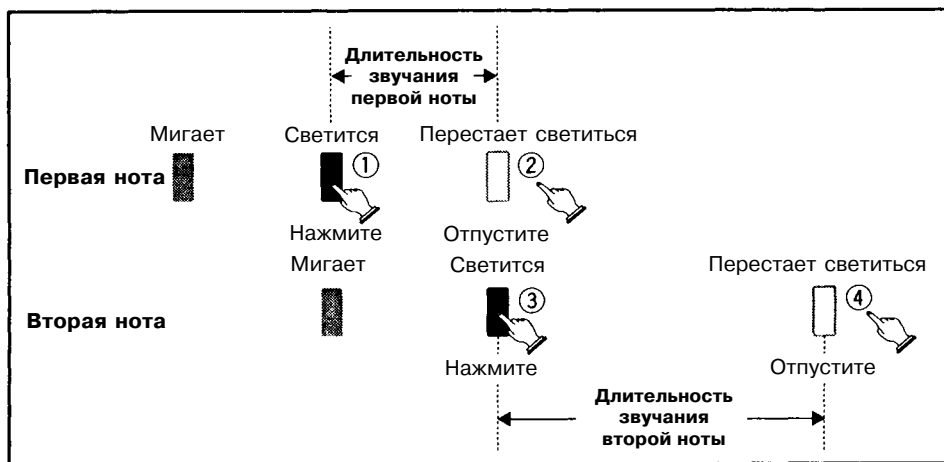 Длительность
звучания
первой ноты
Мигает Светится Перестает светиться
Первая нота ① ②
Нажмите Отпустите
Мигает Светится Перестает светиться
Вторая нота ③ ④
Нажмите Отпустите
Длительность
звучания
второй ноты